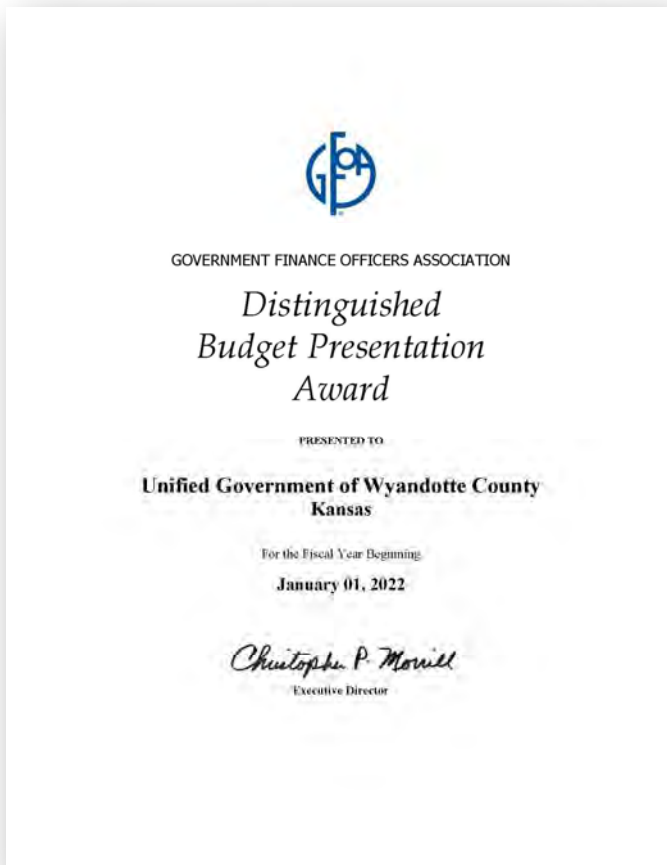 GFOA
GOVERNMENT FINANCE OFFICERS ASSOCIATION
Distinguished
Budget Presentation
Award
PRESENTED TO
Unified Government of Wyandotte County
Kansas
For the Fiscal Year Beginning
January 01, 2022
Christopher P. Morrill
Executive Director